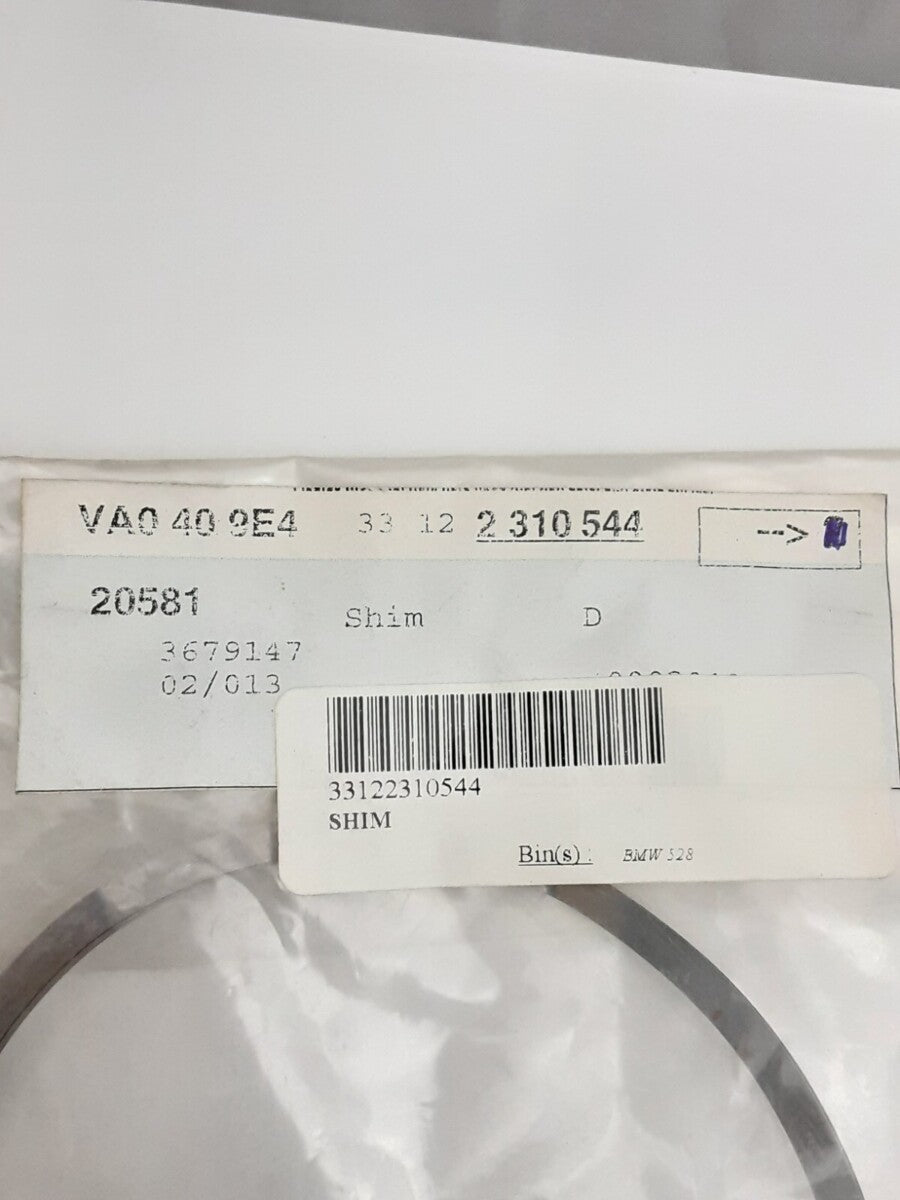 VA0 40 9E4 33 12 2 310 544 -->
20581
Shim D
3679147
02/013
33122310544
SHIM
Bin(s) : BMW 528